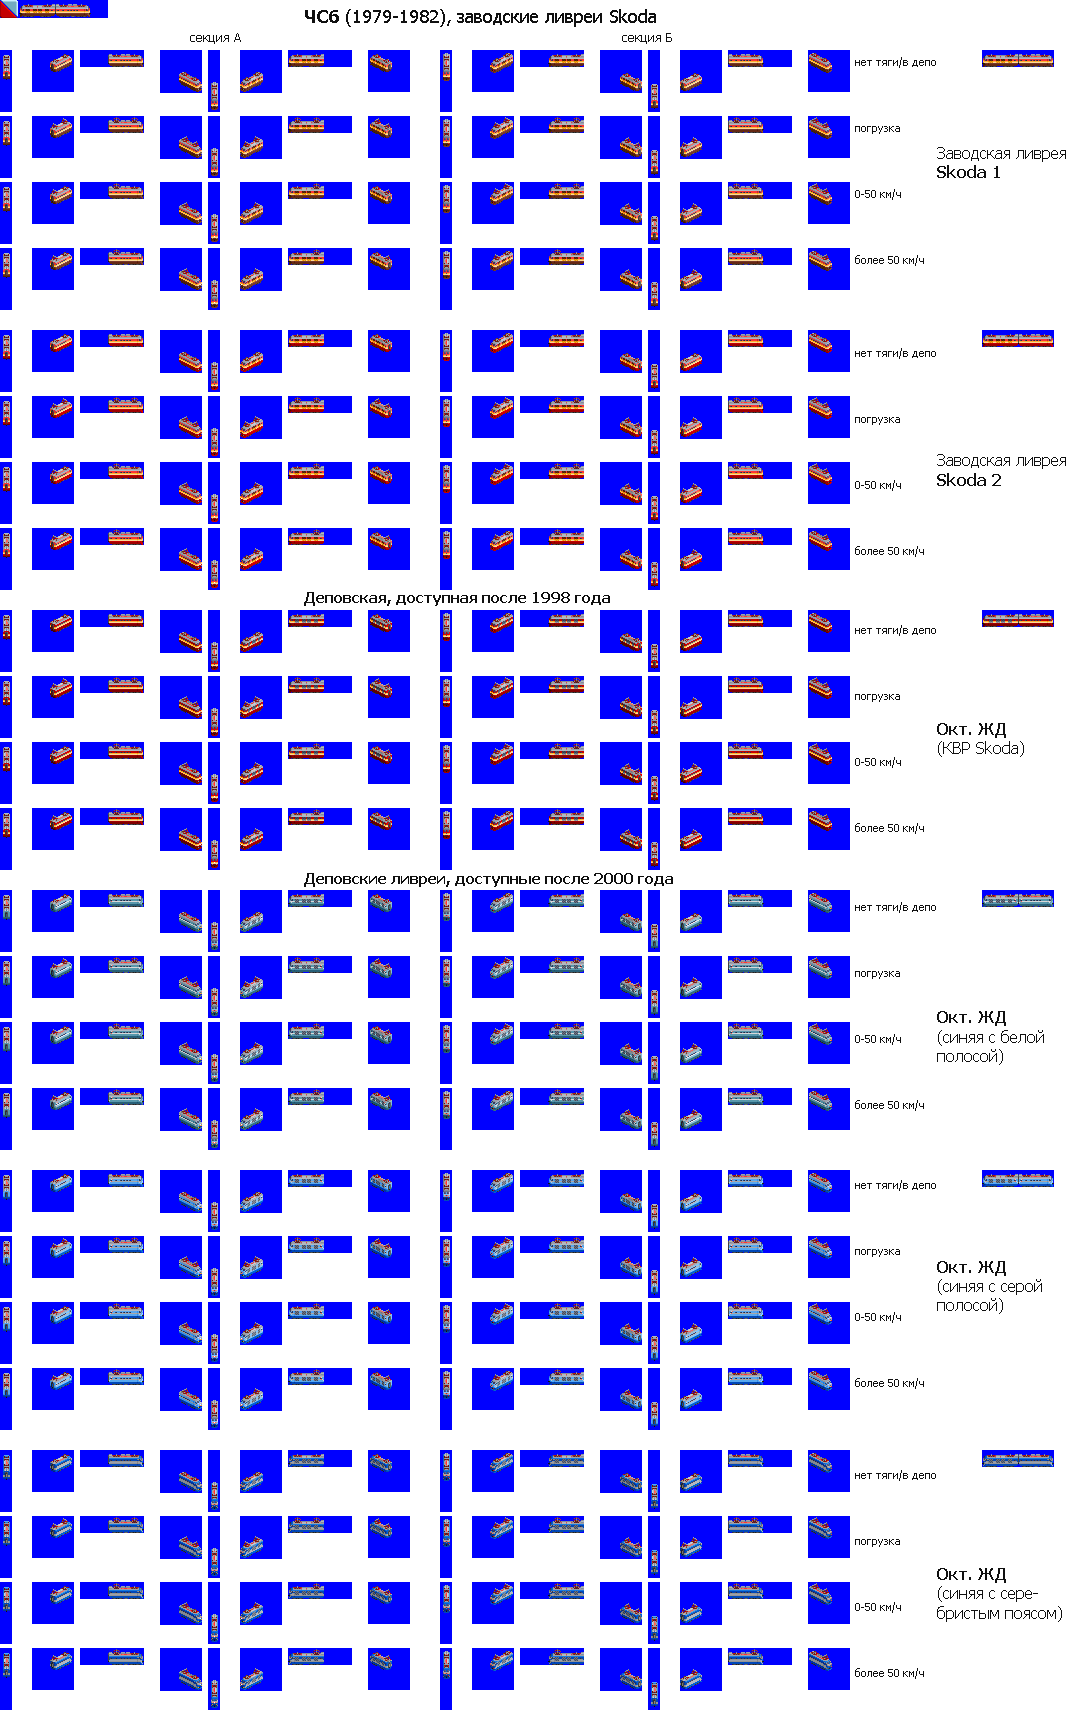 ЧС6 (1979-1982), заводские ливреи Skoda
секция А
секция Б
нет тяги/в депо
погрузка
Заводская ливрея
Skoda 1
0-50 км/ч
более 50 км/ч
нет тяги/в депо
погрузка
Заводская ливрея
Skoda 2
0-50 км/ч
более 50 км/ч
Деповская, доступная после 1998 года
нет тяги/в депо
погрузка
Окт. ЖД
(КВР Skoda)
0-50 км/ч
более 50 км/ч
Деповские ливреи, доступные после 2000 года
нет тяги/в депо
погрузка
Окт. ЖД
(синяя с белой
полосой)
0-50 км/ч
более 50 км/ч
нет тяги/в депо
погрузка
Окт. ЖД
(синяя с серой
полосой)
0-50 км/ч
более 50 км/ч
нет тяги/в депо
погрузка
Окт. ЖД
(синяя с сере-
бристым поясом)
0-50 км/ч
более 50 км/ч